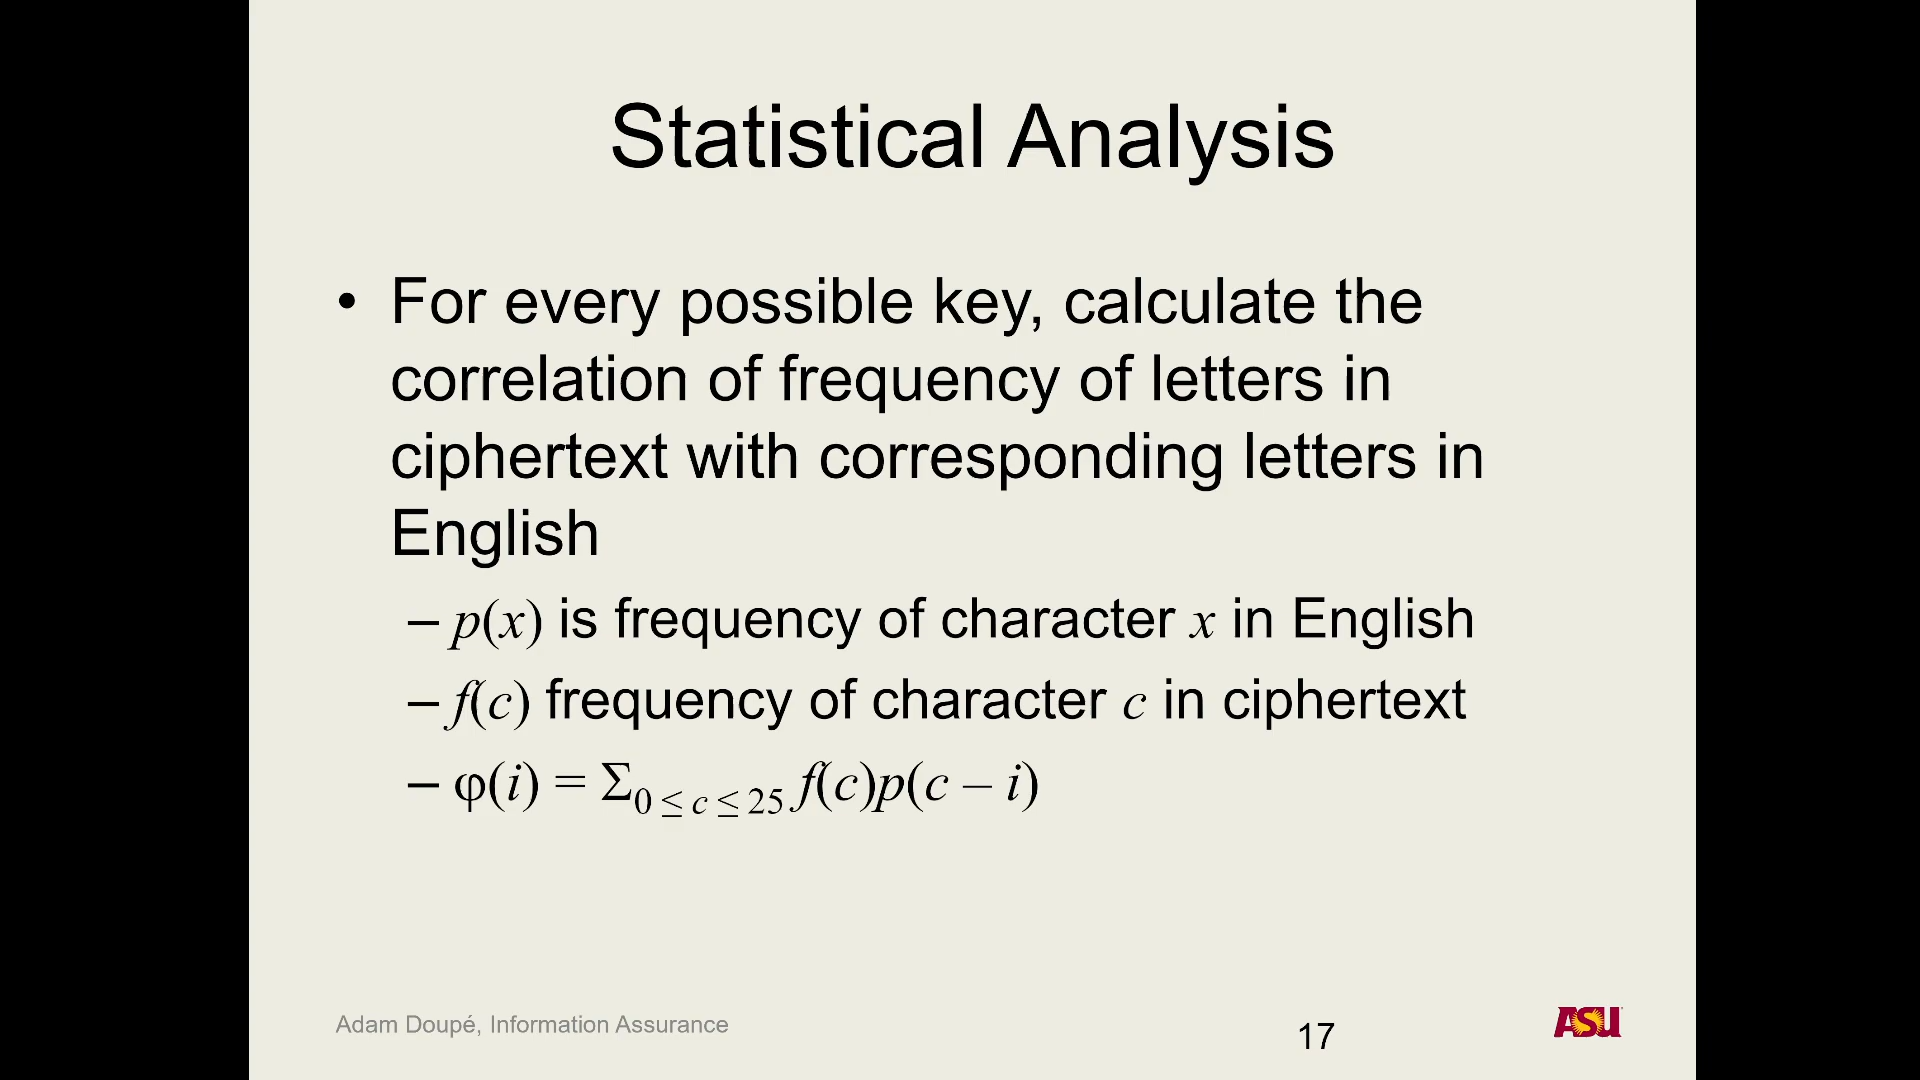 Statistical Analysis
• For every possible key, calculate the
correlation of frequency of letters in
ciphertext with corresponding letters in
English
– p(x) is frequency of character x in English
– f(c) frequency of character c in ciphertext
– φ(i) = Σ0 ≤ c ≤ 25 f(c)p(c – i)
Adam Doupé, Information Assurance
17
ASU